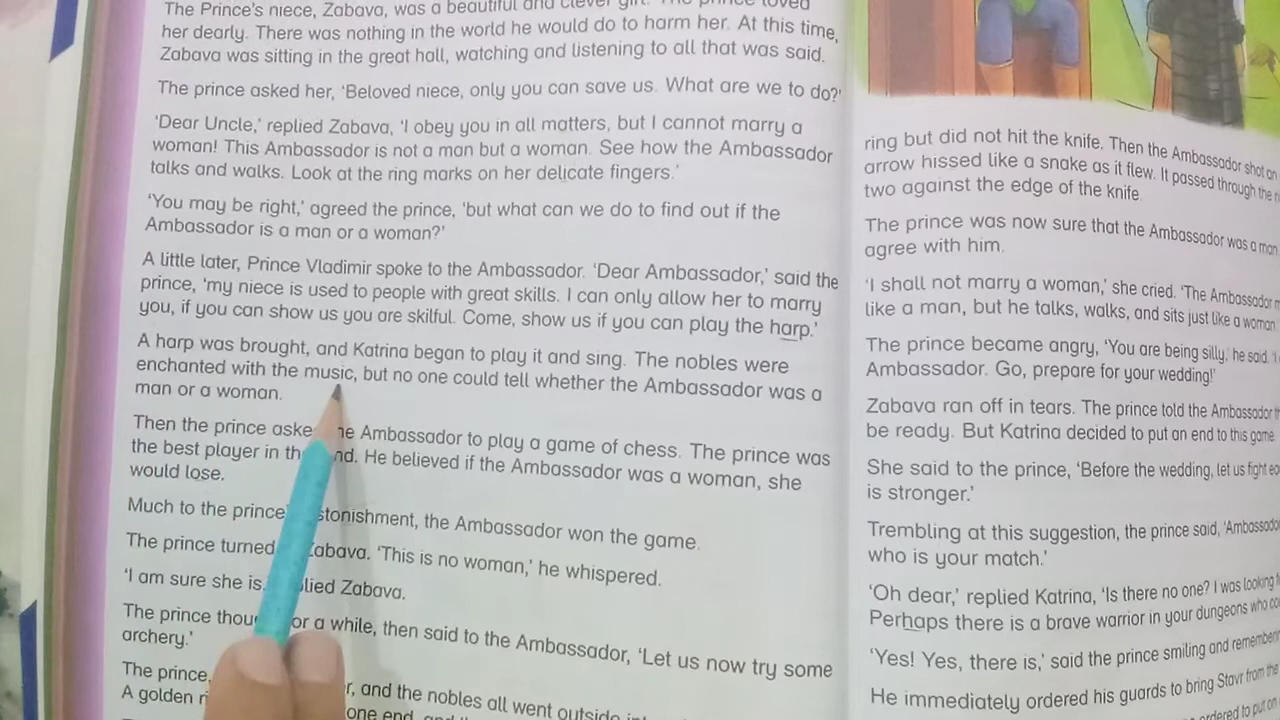 The Prince's niece, Zabava, was a beautiful and clever girl. The prince loved
her dearly. There was nothing in the world he would do to harm her. At this time,
Zabava was sitting in the great hall, watching and listening to all that was said.
The prince asked her, 'Beloved niece, only you can save us. What are we to do?'
'Dear Uncle,' replied Zabava, 'I obey you in all matters, but I cannot marry a
woman! This Ambassador is not a man but a woman. See how the Ambassador
talks and walks. Look at the ring marks on her delicate fingers.'
'You may be right,' agreed the prince, 'but what can we do to find out if the
Ambassador is a man or a woman?'
A little later, Prince Vladimir spoke to the Ambassador. 'Dear Ambassador,' said the
prince, 'my niece is used to people with great skills. I can only allow her to marry
you, if you can show us you are skilful. Come, show us if you can play the harp.'
A harp was brought, and Katrina began to play it and sing. The nobles were
enchanted with the music, but no one could tell whether the Ambassador was a
man or a woman.
Then the prince aske he Ambassador to play a game of chess. The prince was
the best player in th nd. He believed if the Ambassador was a woman, she
would lose.
Much to the prince' stonishment, the Ambassador won the game.
The prince turned Zabava. 'This is no woman,' he whispered.
'I am sure she is, plied Zabava.
The prince thou or a while, then said to the Ambassador, 'Let us now try some
archery.'
The prince, r, and the nobles all went outside
A golden one end, and
ring but did not hit the knife. Then the Ambassador shot an
arrow hissed like a snake as it flew. It passed through the
two against the edge of the knife
The prince was now sure that the Ambassador was a man
agree with him.
'I shall not marry a woman,' she cried. 'The Ambassador
like a man, but he talks, walks, and sits just like a woman
The prince became angry, 'You are being silly,' he said.
Ambassador. Go, prepare for your wedding!'
Zabava ran off in tears. The prince told the Ambassador
be ready. But Katrina decided to put an end to this game
She said to the prince, 'Before the wedding, let us fight
is stronger.'
Trembling at this suggestion, the prince said, 'Ambassado
who is your match.'
'Oh dear,' replied Katrina, 'Is there no one? I was looking
Perhaps there is a brave warrior in your dungeons who
'Yes! Yes, there is,' said the prince smiling and
He immediately ordered his guards to bring Stavr from the
ordered to put on